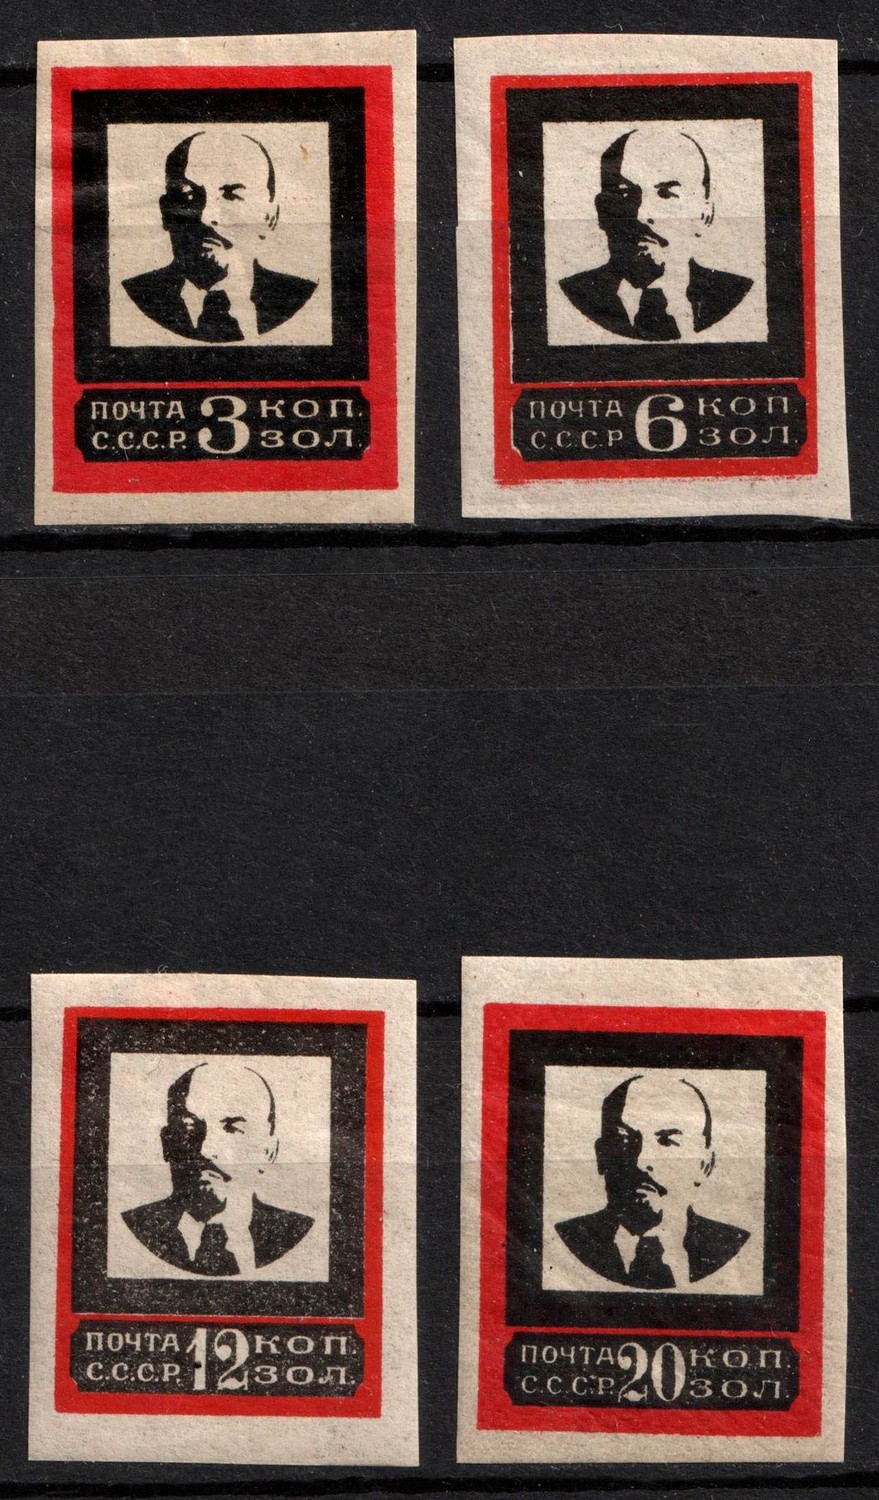 ПОЧТА 3 КОП.
С.С.С.Р. ЗОЛ.
ПОЧТА 6 КОП.
С.С.С.Р ЗОЛ.
ПОЧТА 12 КОП.
С.С.С.Р. ЗОЛ.
ПОЧТА 20 КОП.
С.С.С.Р. ЗОЛ.